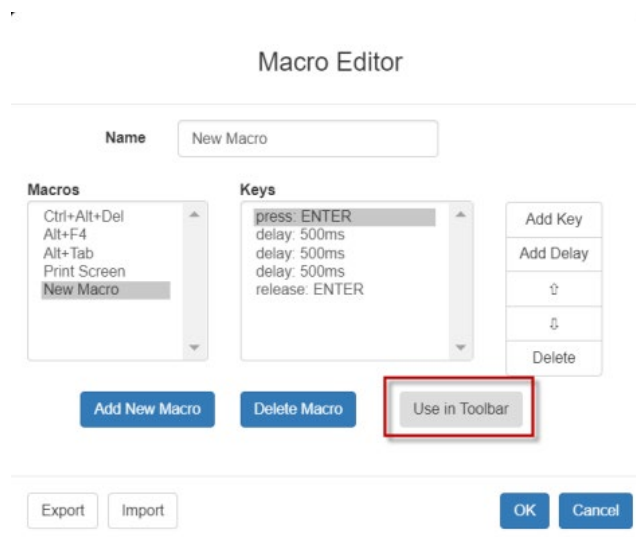 Macro Editor
Name
New Macro
Macros
Ctrl+Alt+Del
Alt+F4
Alt+Tab
Print Screen
New Macro
Keys
press: ENTER
delay: 500ms
delay: 500ms
delay: 500ms
release: ENTER
Add Key
Add Delay
⇧
⇩
Delete
Add New Macro
Delete Macro
Use in Toolbar
Export
Import
OK
Cancel